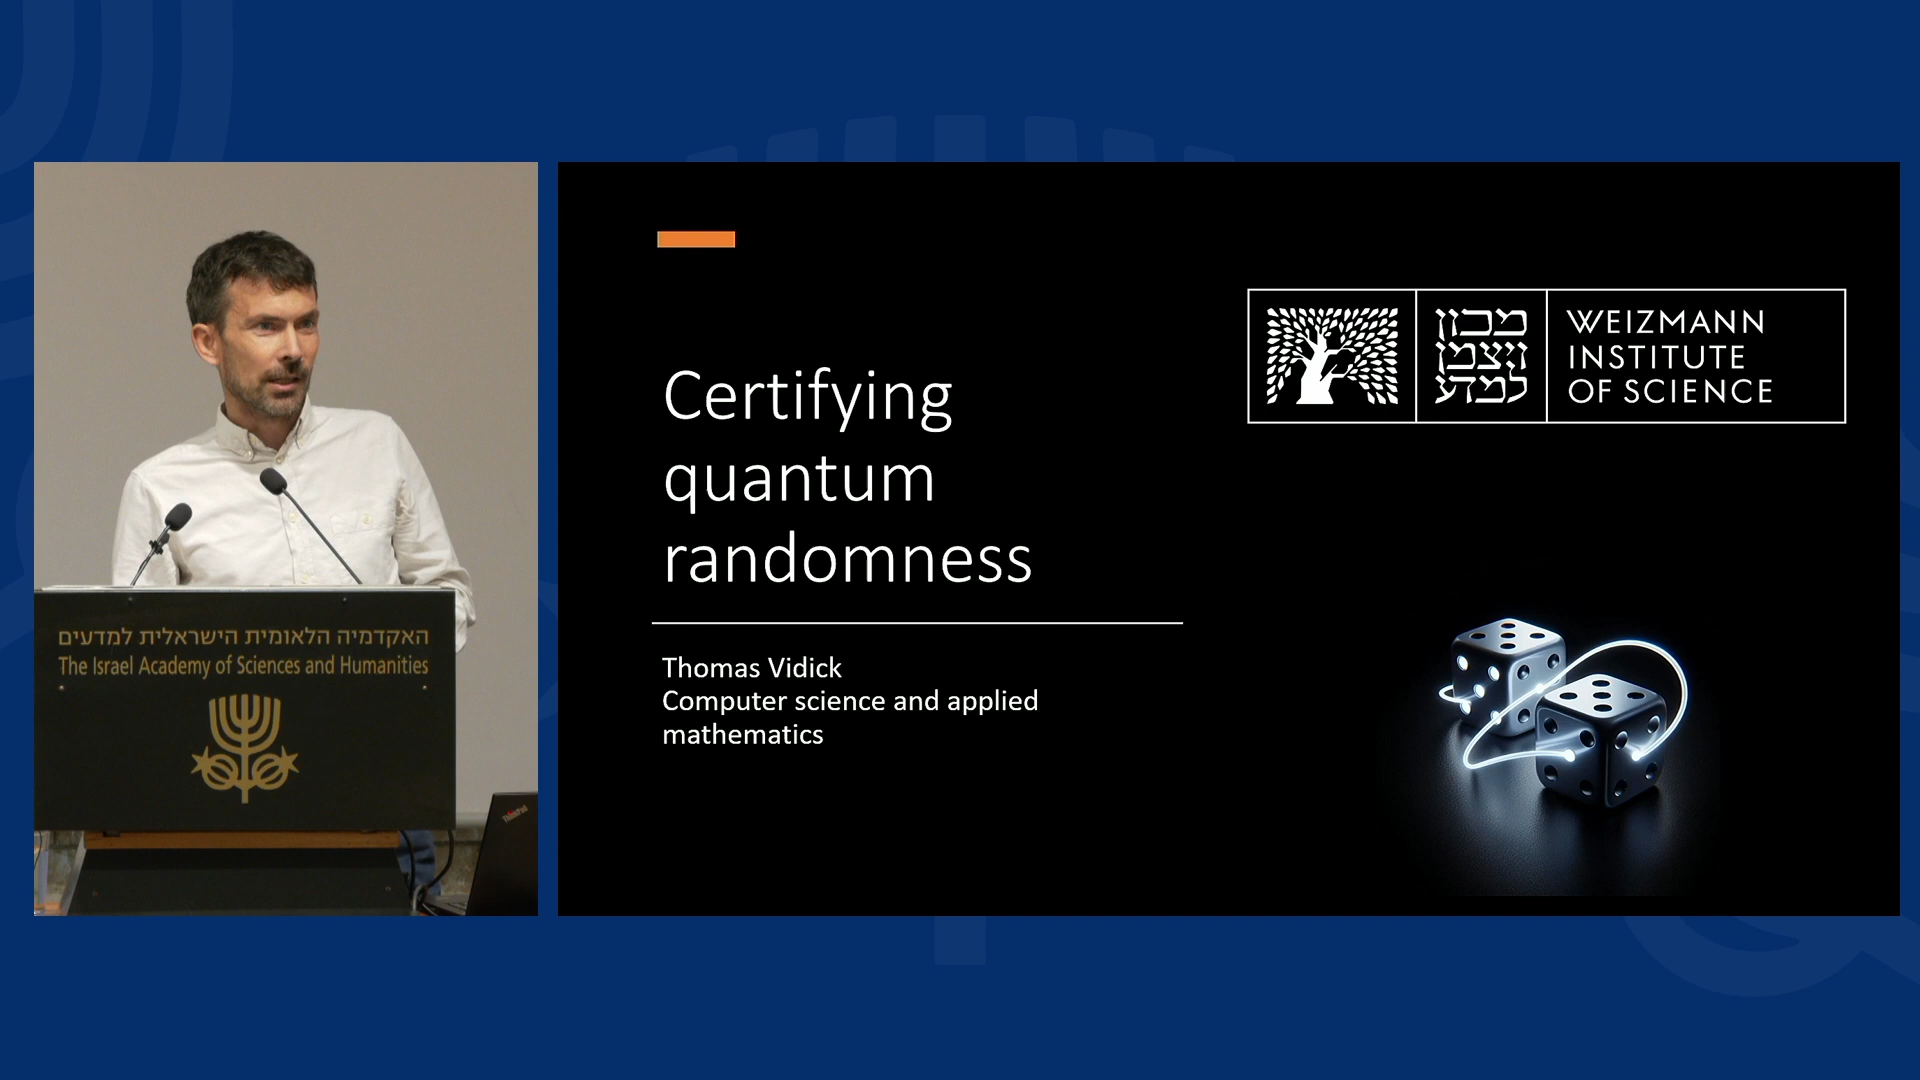 האקדמיה הלאומית הישראלית למדעים
The Israel Academy of Sciences and Humanities
ThinkPad
Certifying
quantum
randomness
Thomas Vidick
Computer science and applied
mathematics
מכון
ויצמן
למדע
WEIZMANN
INSTITUTE
OF SCIENCE